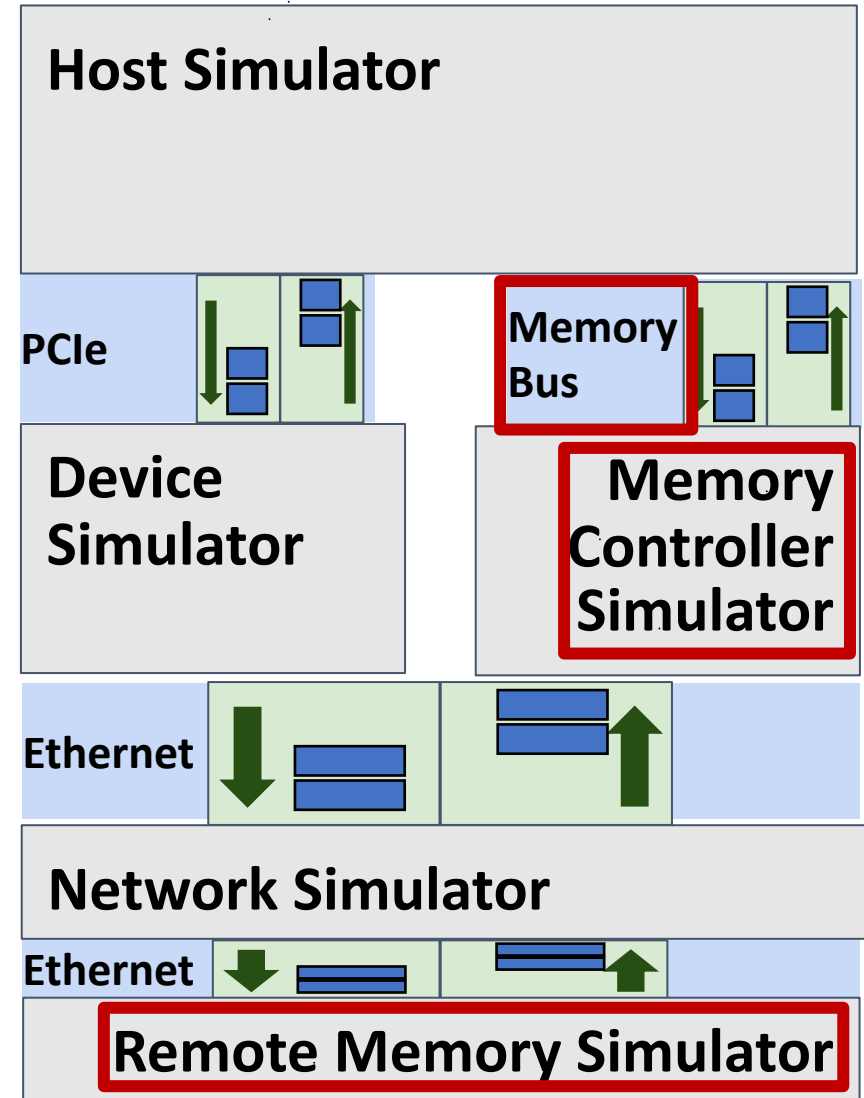 Host Simulator
PCIe
Memory
Bus
Device
Simulator
Memory
Controller
Simulator
Ethernet
Network Simulator
Ethernet
Remote Memory Simulator